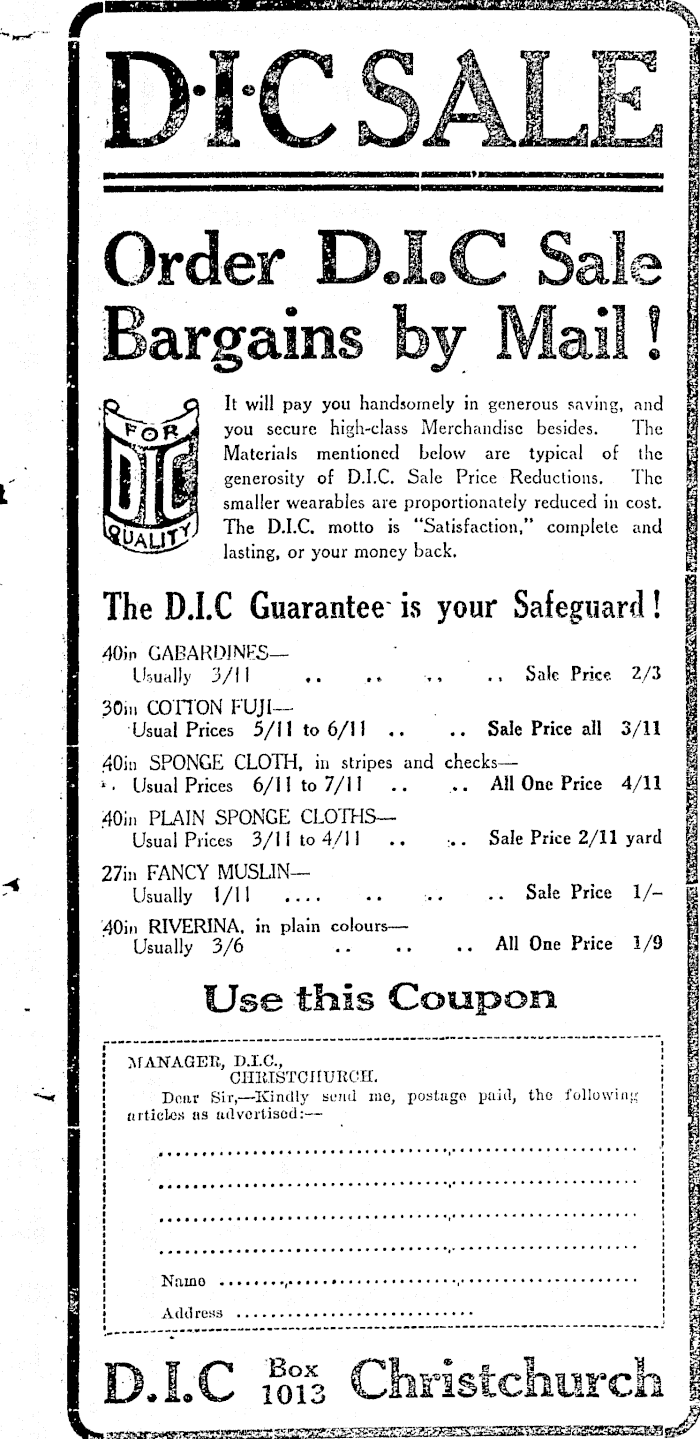 D·I·C SALE
Order D.I.C Sale
Bargains by Mail!
FOR
DIC
QUALITY
It will pay you handsomely in generous saving, and
you secure high-class Merchandise besides. The
Materials mentioned below are typical of the
generosity of D.I.C. Sale Price Reductions. The
smaller wearables are proportionately reduced in cost.
The D.I.C. motto is "Satisfaction," complete and
lasting, or your money back.
The D.I.C Guarantee is your Safeguard!
40in GABARDINES—
Usually 3/11 .. .. .. .. Sale Price 2/3
30in COTTON FUJI—
Usual Prices 5/11 to 6/11 .. .. Sale Price all 3/11
40in SPONGE CLOTH, in stripes and checks—
Usual Prices 6/11 to 7/11 .. .. All One Price 4/11
40in PLAIN SPONGE CLOTHS—
Usual Prices 3/11 to 4/11 .. .. Sale Price 2/11 yard
27in FANCY MUSLIN—
Usually 1/11 .... .. .. .. Sale Price 1/–
40in RIVERINA, in plain colours—
Usually 3/6 .. .. .. All One Price 1/9
Use this Coupon
MANAGER, D.I.C.,
CHRISTCHURCH.
Dear Sir,—Kindly send me, postage paid, the following
articles as advertised:—
Name ..........
Address ..........
D.I.C Box 1013 Christchurch